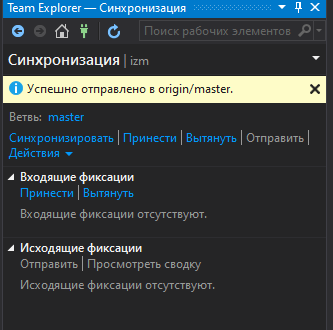 Team Explorer — Синхронизация
Поиск рабочих элементов
Синхронизация | izm
Успешно отправлено в origin/master.
Ветвь: master
Синхронизировать | Принести | Вытянуть | Отправить |
Действия
Входящие фиксации
Принести | Вытянуть
Входящие фиксации отсутствуют.
Исходящие фиксации
Отправить | Просмотреть сводку
Исходящие фиксации отсутствуют.